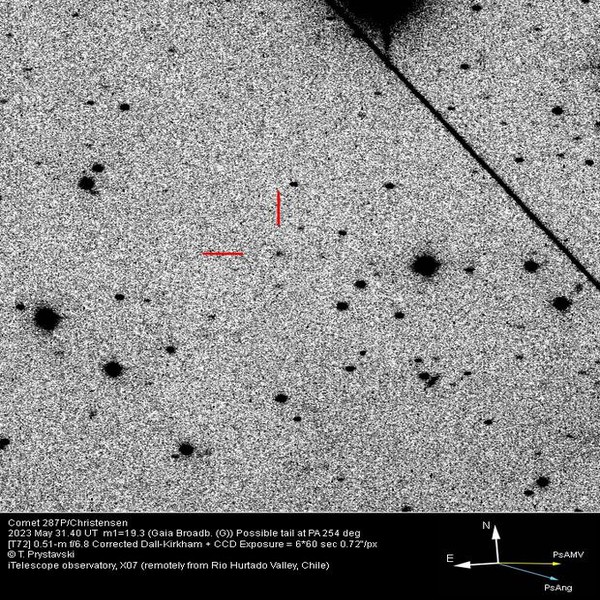 Comet 287P/Christensen
2023 May 31.40 UT m1=19.3 (Gaia Broadb. (G)) Possible tail at PA 254 deg
[T72] 0.51-m f/6.8 Corrected Dall-Kirkham + CCD Exposure = 6*60 sec 0.72"/px
© T. Prystavski
iTelescope observatory, X07 (remotely from Rio Hurtado Valley, Chile)
N
E
PsAMV
PsAng